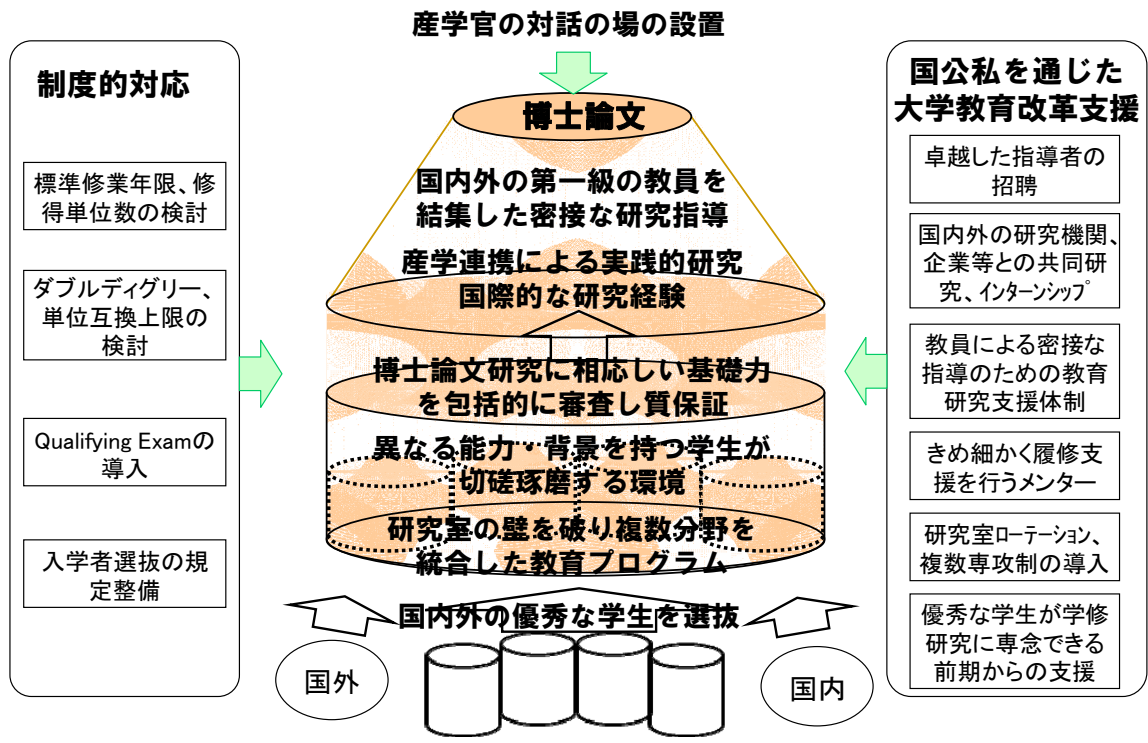 産学官の対話の場の設置
制度的対応
標準修業年限、修
得単位数の検討
ダブルディグリー、
単位互換上限の
検討
Qualifying Examの
導入
入学者選抜の規
定整備
博士論文
国内外の第一級の教員を
結集した密接な研究指導
産学連携による実践的研究
国際的な研究経験
博士論文研究に相応しい基礎力
を包括的に審査し質保証
異なる能力・背景を持つ学生が
切磋琢磨する環境
研究室の壁を破り複数分野を
統合した教育プログラム
国内外の優秀な学生を選抜
国外
国内
国公私を通じた
大学教育改革支援
卓越した指導者の
招聘
国内外の研究機関、
企業等との共同研
究、インターンシップ
教員による密接な
指導のための教育
研究支援体制
きめ細かく履修支
援を行うメンター
研究室ローテーション、
複数専攻制の導入
優秀な学生が学修
研究に専念できる
前期からの支援